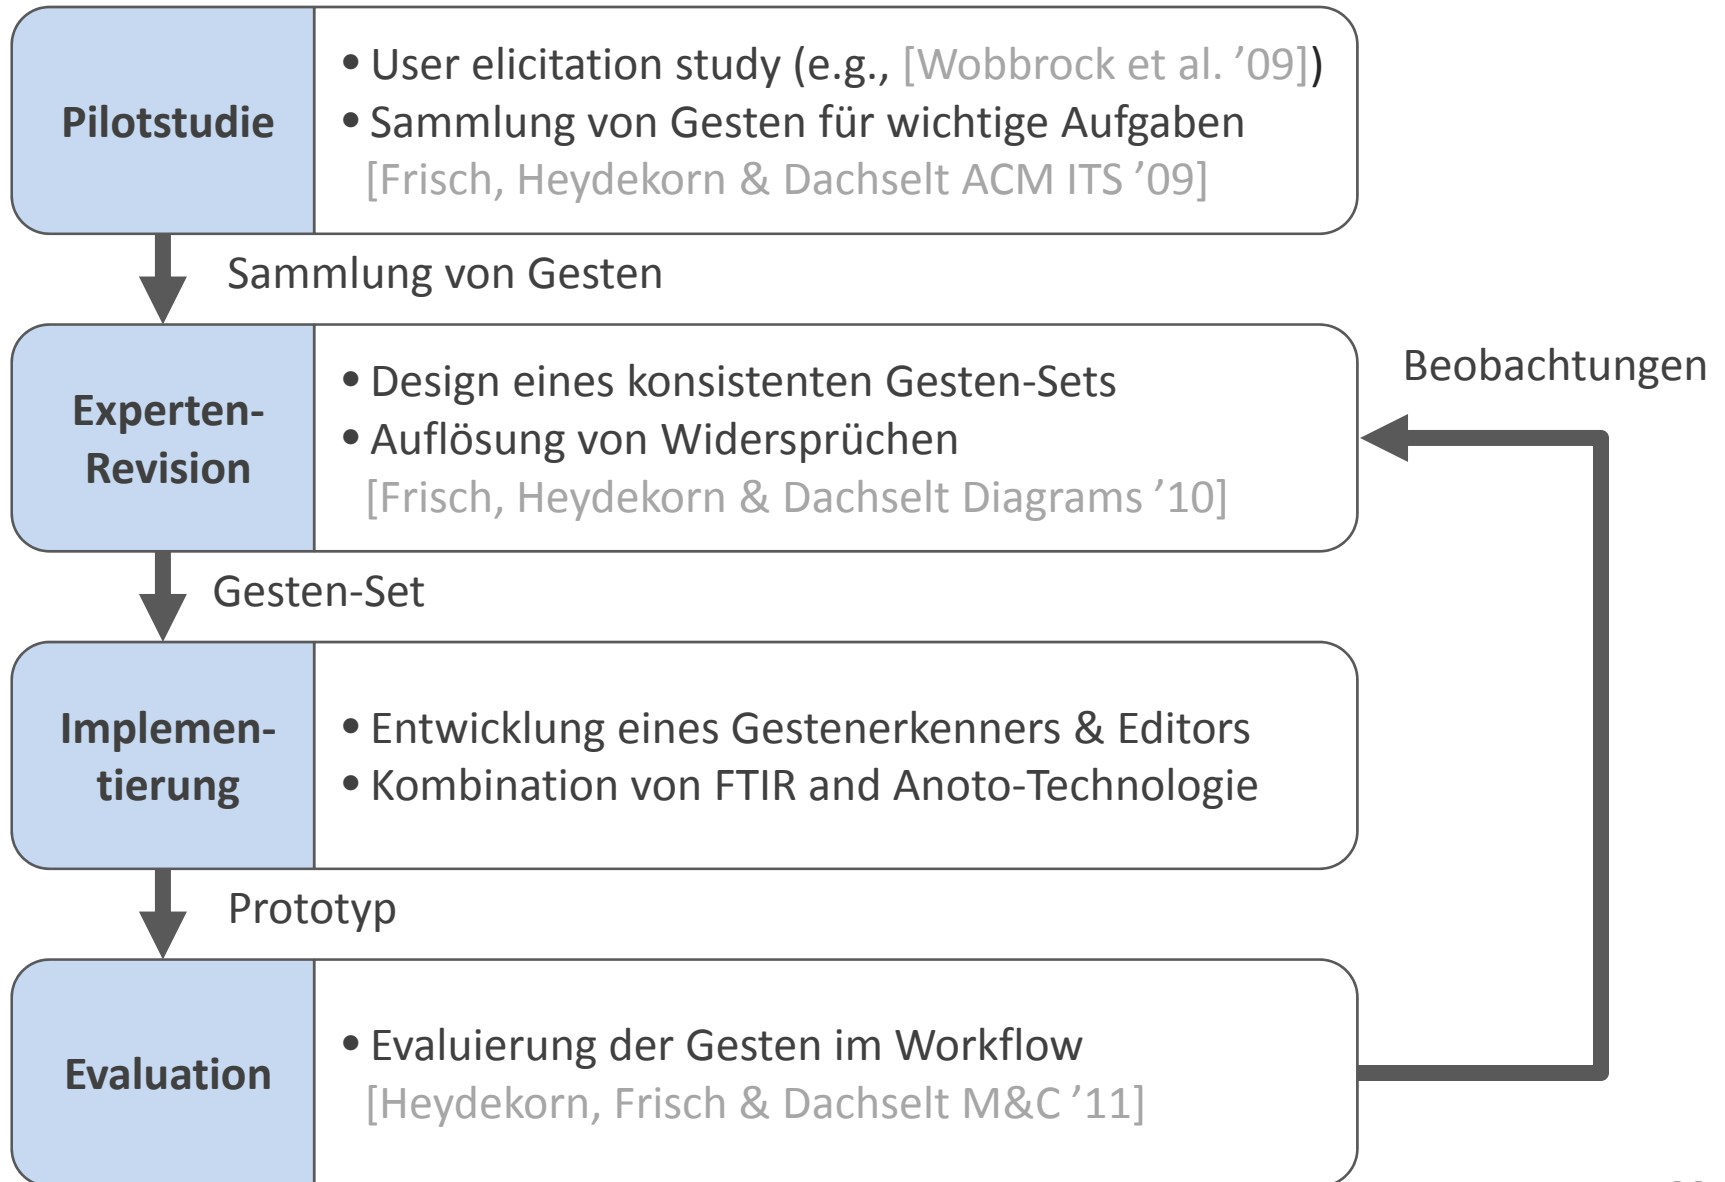 Pilotstudie
• User elicitation study (e.g., [Wobbrock et al. ’09])
• Sammlung von Gesten für wichtige Aufgaben
[Frisch, Heydekorn & Dachselt ACM ITS ’09]
Sammlung von Gesten
Experten-
Revision
• Design eines konsistenten Gesten-Sets
• Auflösung von Widersprüchen
[Frisch, Heydekorn & Dachselt Diagrams ’10]
Beobachtungen
Gesten-Set
Implemen-
tierung
• Entwicklung eines Gestenerkenners & Editors
• Kombination von FTIR and Anoto-Technologie
Prototyp
Evaluation
• Evaluierung der Gesten im Workflow
[Heydekorn, Frisch & Dachselt M&C ’11]